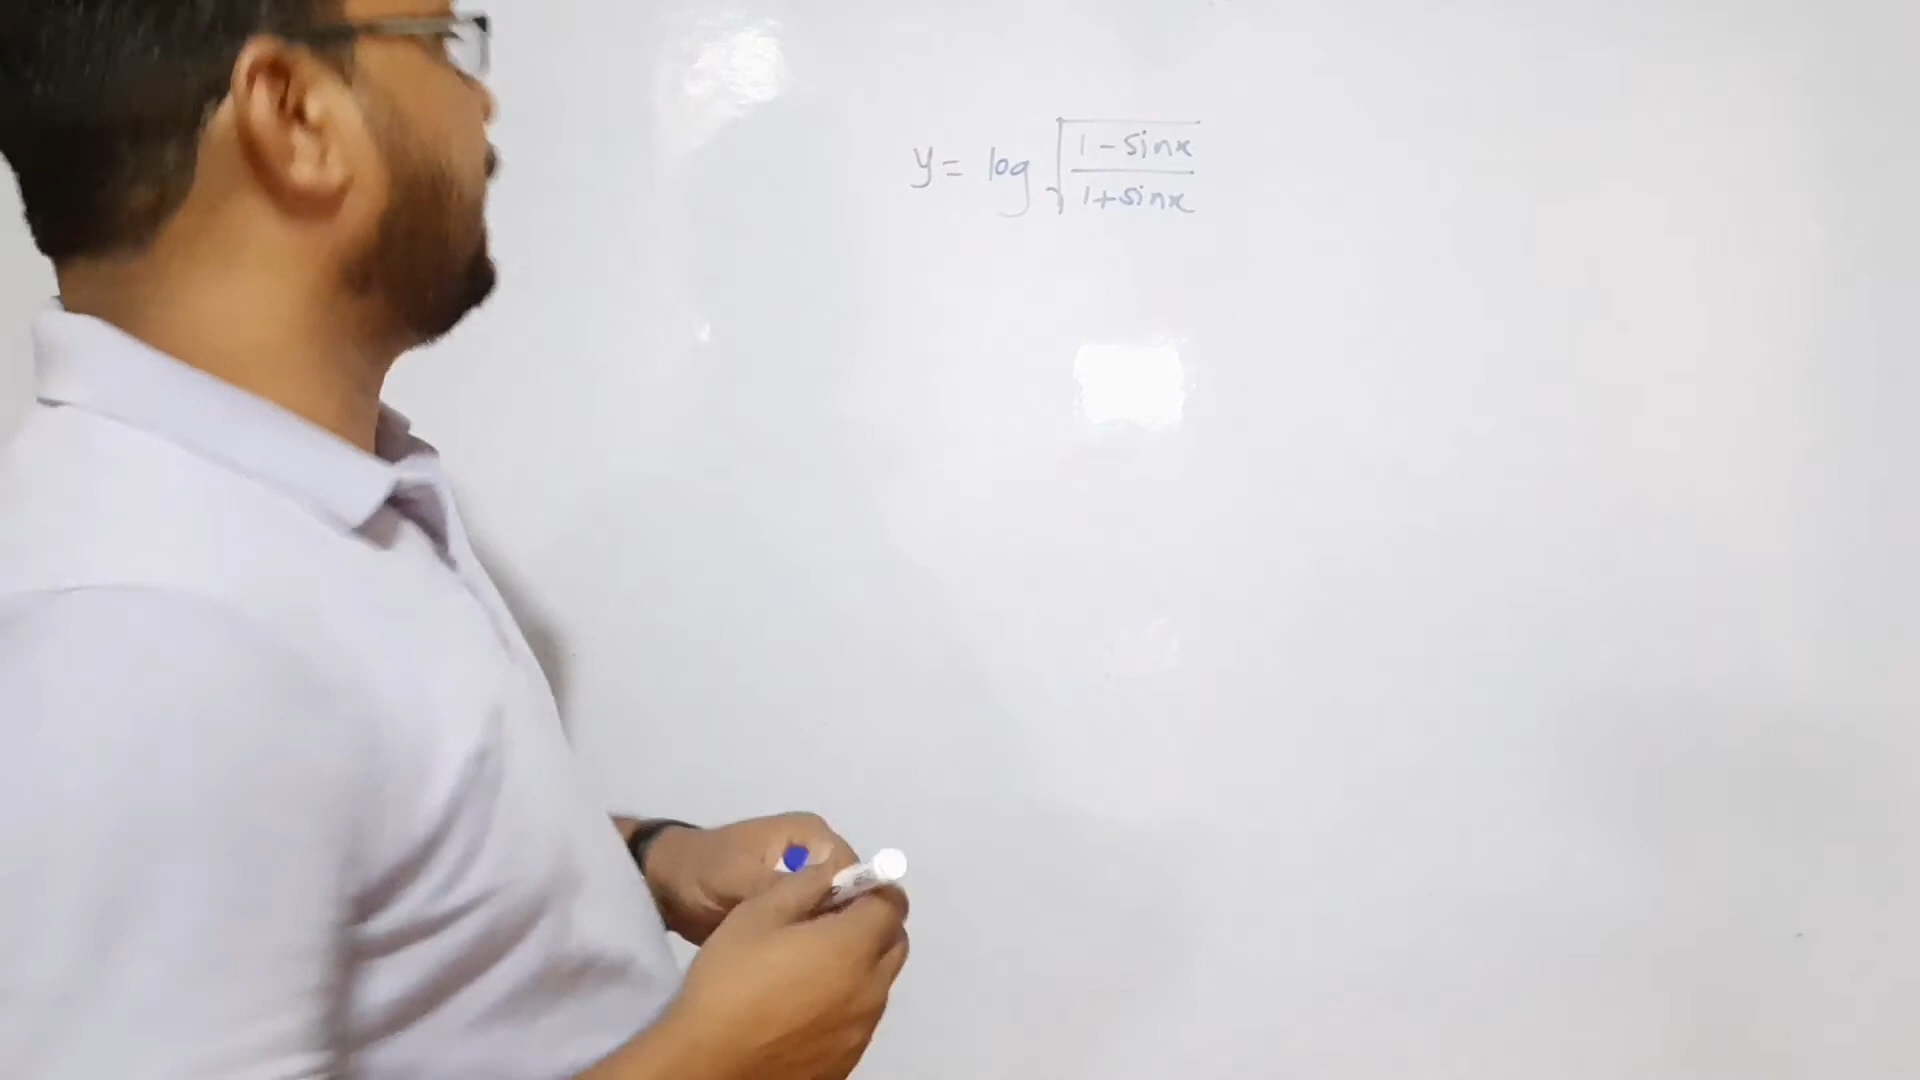 y = log √((1-sinx)/(1+sinx))